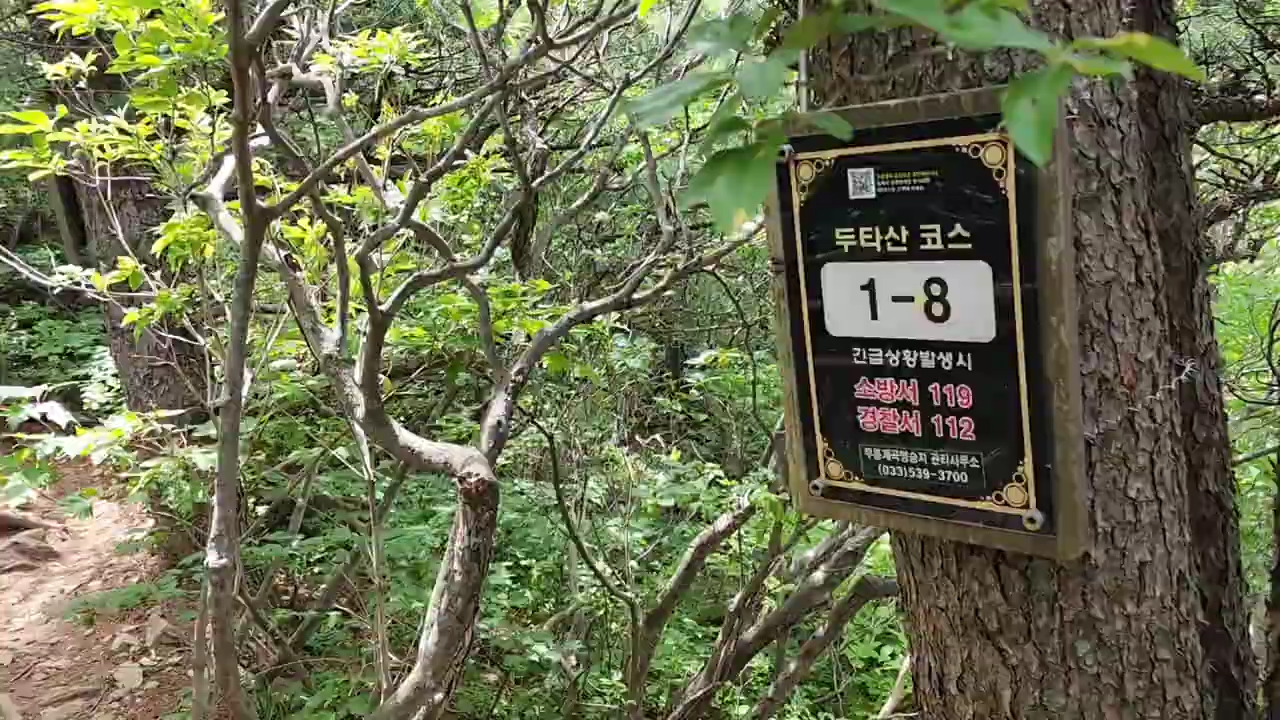 두타산 코스
1-8
긴급상황발생시
소방서 119
경찰서 112
무릉계곡명승지 관리사무소
(033)539-3700